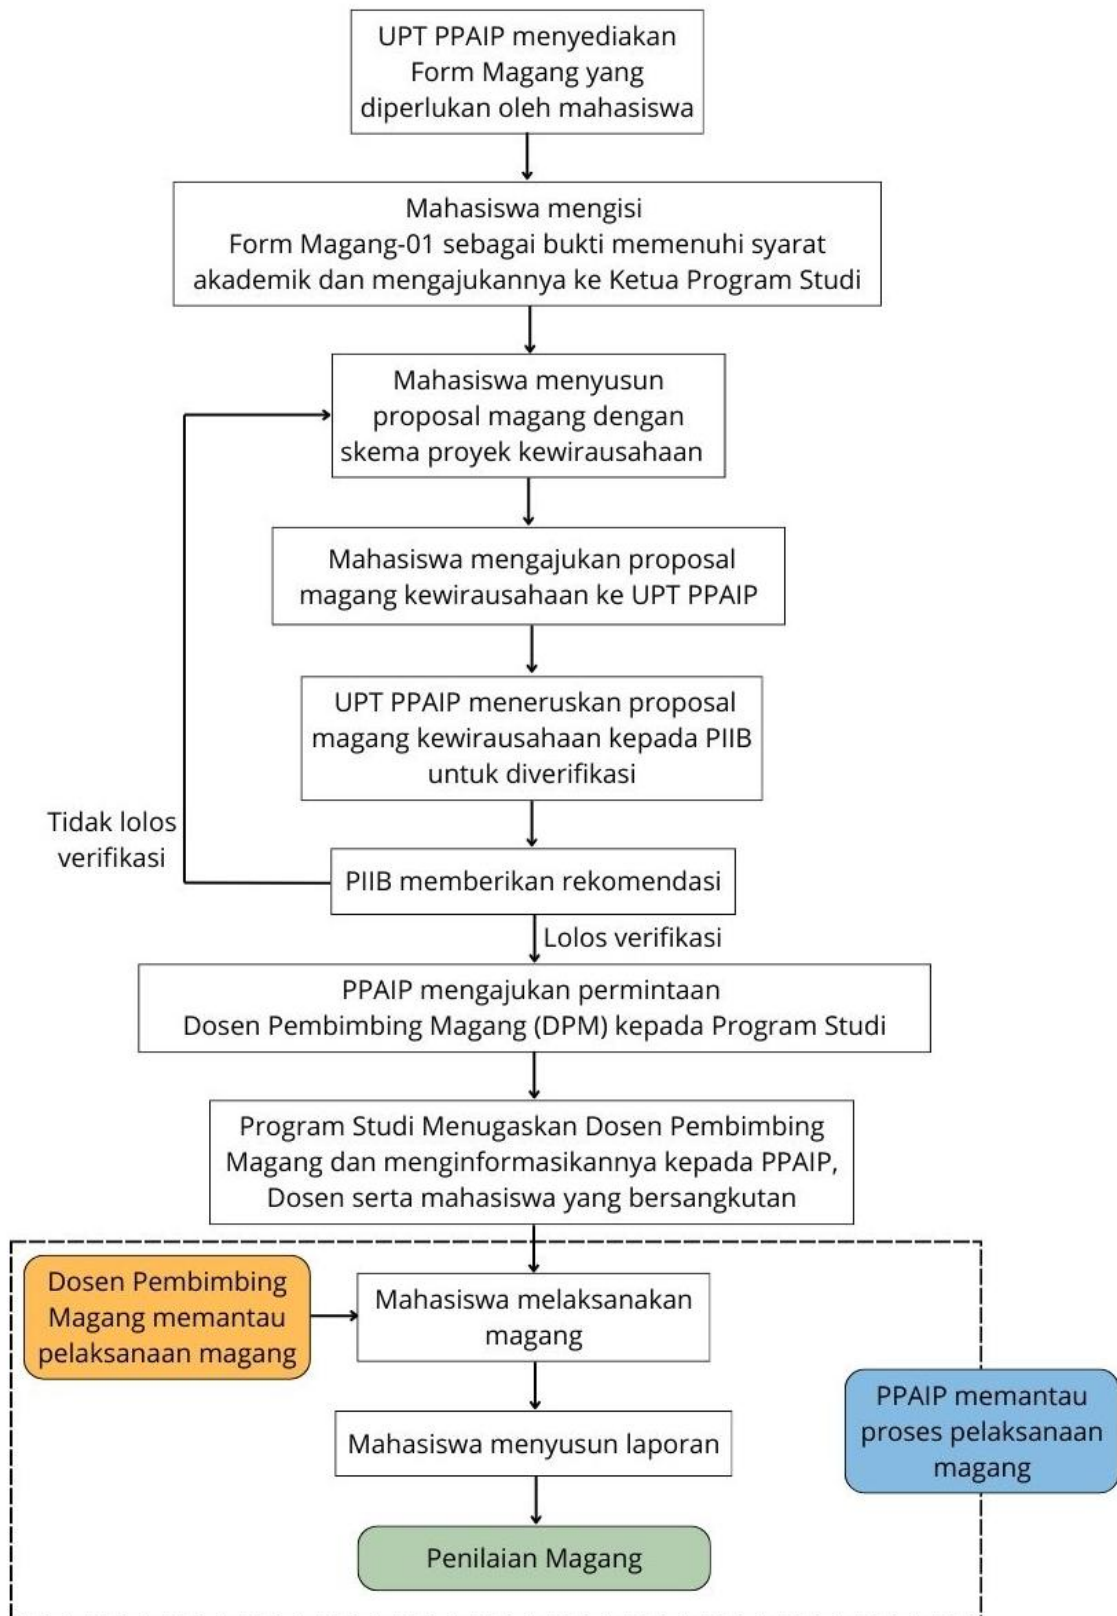 UPT PPAIP menyediakan
Form Magang yang
diperlukan oleh mahasiswa
Mahasiswa mengisi
Form Magang-01 sebagai bukti memenuhi syarat
akademik dan mengajukannya ke Ketua Program Studi
Mahasiswa menyusun
proposal magang dengan
skema proyek kewirausahaan
Mahasiswa mengajukan proposal
magang kewirausahaan ke UPT PPAIP
UPT PPAIP meneruskan proposal
magang kewirausahaan kepada PIIB
untuk diverifikasi
Tidak lolos
verifikasi
PIIB memberikan rekomendasi
Lolos verifikasi
PPAIP mengajukan permintaan
Dosen Pembimbing Magang (DPM) kepada Program Studi
Program Studi Menugaskan Dosen Pembimbing
Magang dan menginformasikannya kepada PPAIP,
Dosen serta mahasiswa yang bersangkutan
Dosen Pembimbing
Magang memantau
pelaksanaan magang
Mahasiswa melaksanakan
magang
PPAIP memantau
proses pelaksanaan
magang
Mahasiswa menyusun laporan
Penilaian Magang